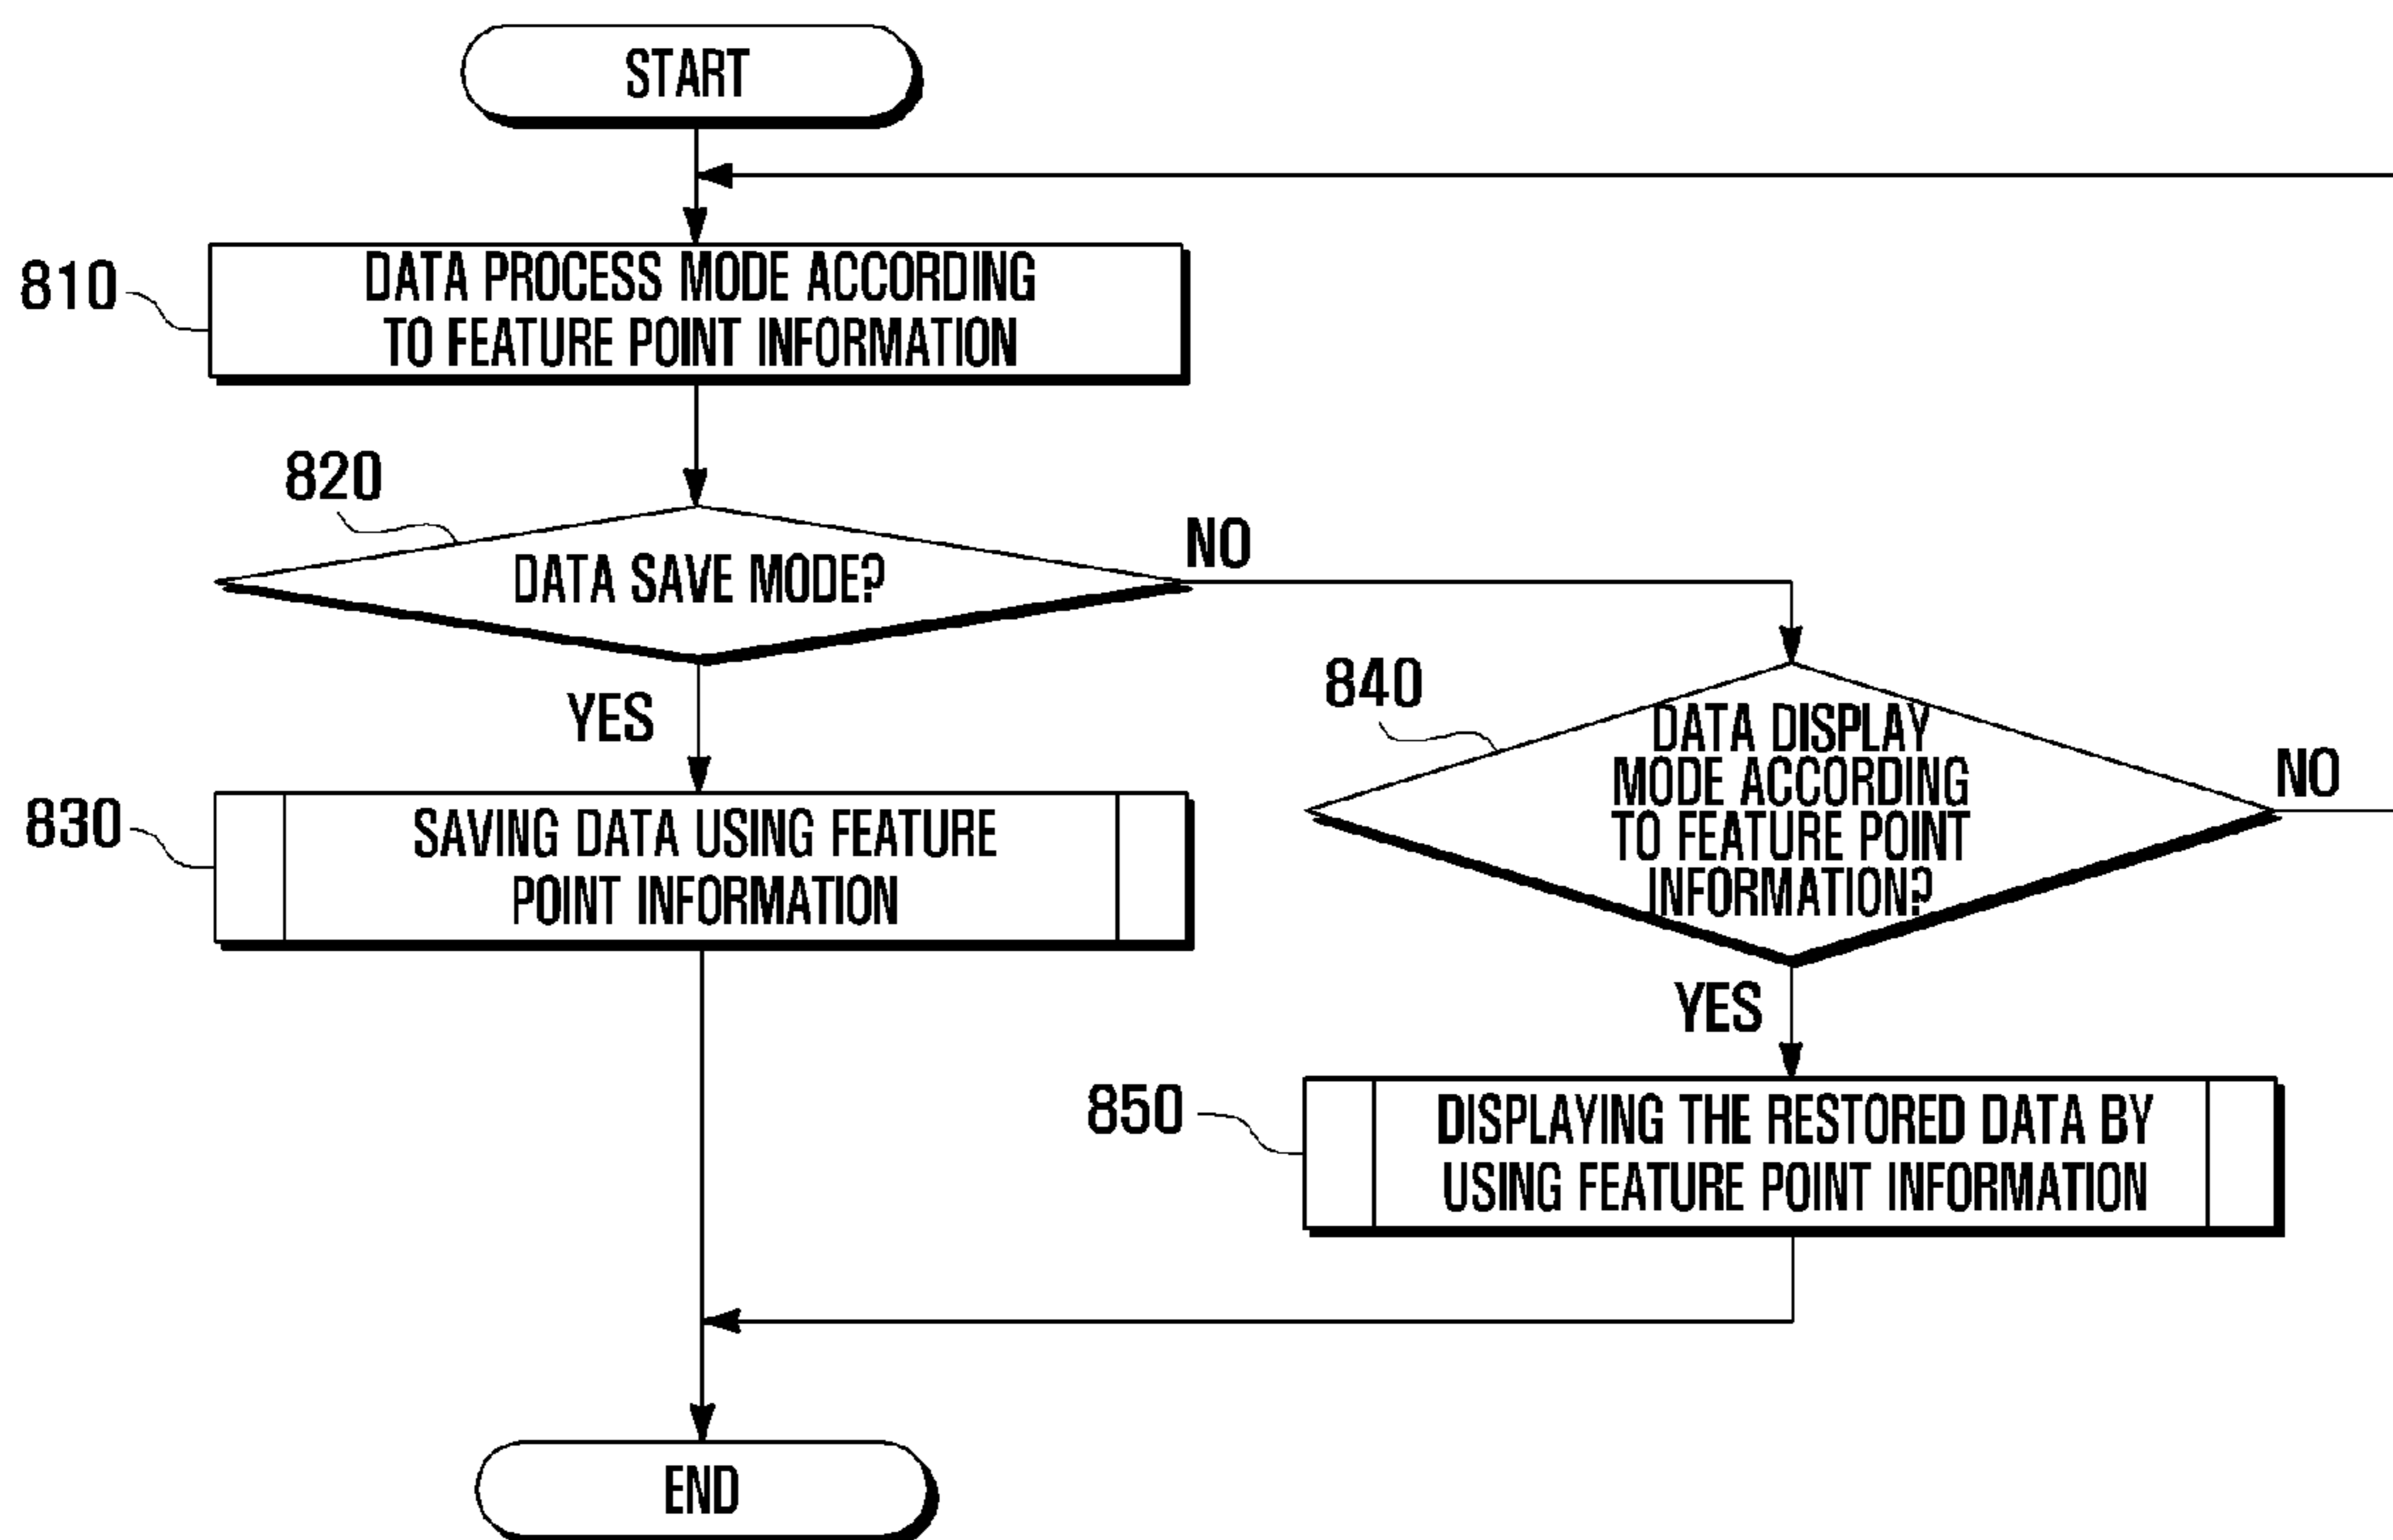 START
810
DATA PROCESS MODE ACCORDING
TO FEATURE POINT INFORMATION
820
DATA SAVE MODE?
NO
YES
830
SAVING DATA USING FEATURE
POINT INFORMATION
840
DATA DISPLAY
MODE ACCORDING
TO FEATURE POINT
INFORMATION?
NO
YES
850
DISPLAYING THE RESTORED DATA BY
USING FEATURE POINT INFORMATION
END